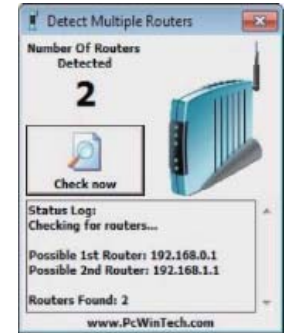 Detect Multiple Routers
Number Of Routers
Detected
2
Check now
Status Log:
Checking for routers...
Possible 1st Router: 192.168.0.1
Possible 2nd Router: 192.168.1.1
Routers Found: 2
www.PcWinTech.com